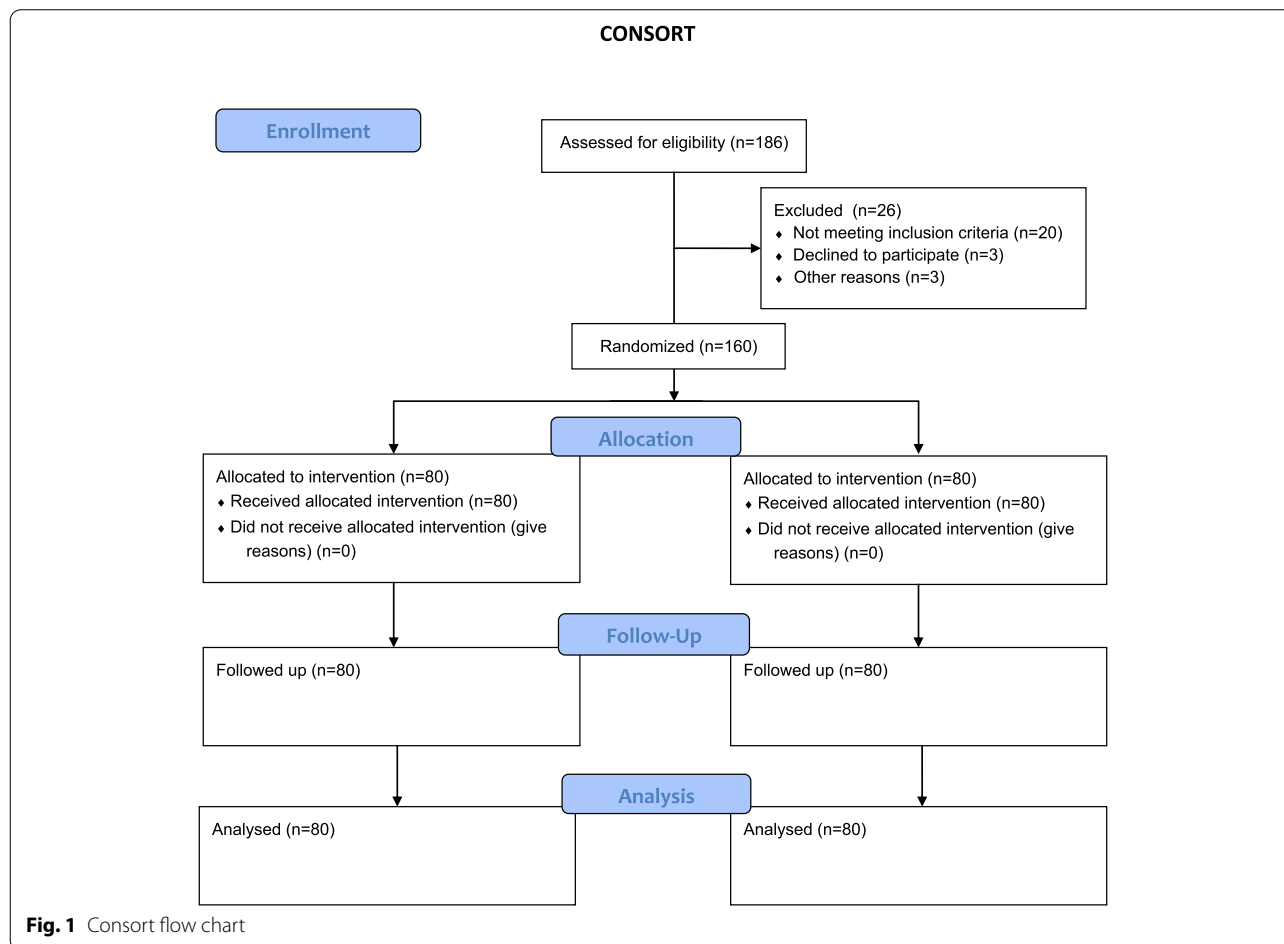 CONSORT
Enrollment
Assessed for eligibility (n=186)
Excluded (n=26)
♦ Not meeting inclusion criteria (n=20)
♦ Declined to participate (n=3)
♦ Other reasons (n=3)
Randomized (n=160)
Allocation
Allocated to intervention (n=80)
♦ Received allocated intervention (n=80)
♦ Did not receive allocated intervention (give
reasons) (n=0)
Allocated to intervention (n=80)
♦ Received allocated intervention (n=80)
♦ Did not receive allocated intervention (give
reasons) (n=0)
Follow-Up
Followed up (n=80)
Followed up (n=80)
Analysis
Analysed (n=80)
Analysed (n=80)
Fig. 1 Consort flow chart